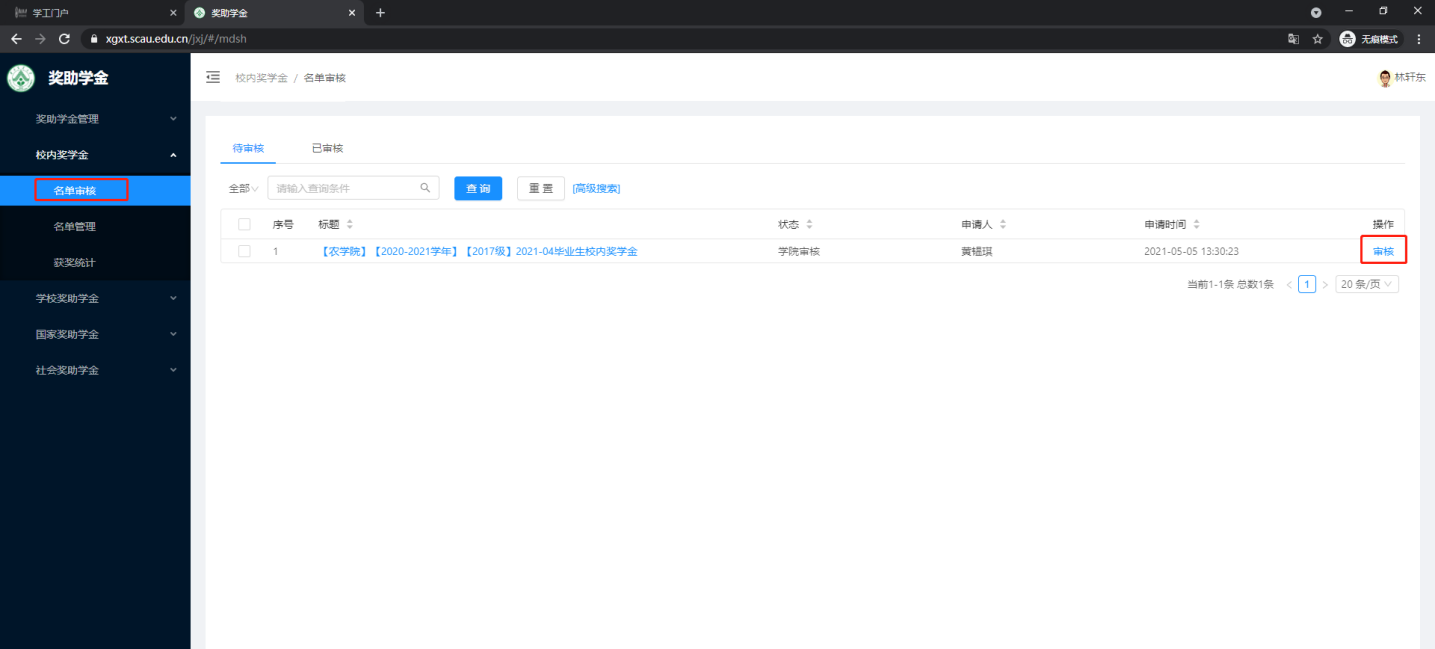 学工门户
奖助学金
xgxt.scau.edu.cn/jxj/#/mdsh
无痕模式
奖助学金
校内奖学金 / 名单审核
林轩东
奖助学金管理
校内奖学金
名单审核
名单管理
获奖统计
学校奖助学金
国家奖助学金
社会奖助学金
待审核 已审核
全部 请输入查询条件 查 询 重 置 [高级搜索]
序号 标题 状态 申请人 申请时间 操作
1 【农学院】【2020-2021学年】【2017级】2021-04毕业生校内奖学金 学院审核 2021-05-05 13:30:23 审核
当前1-1条 总数1条 < 1 > 20 条/页